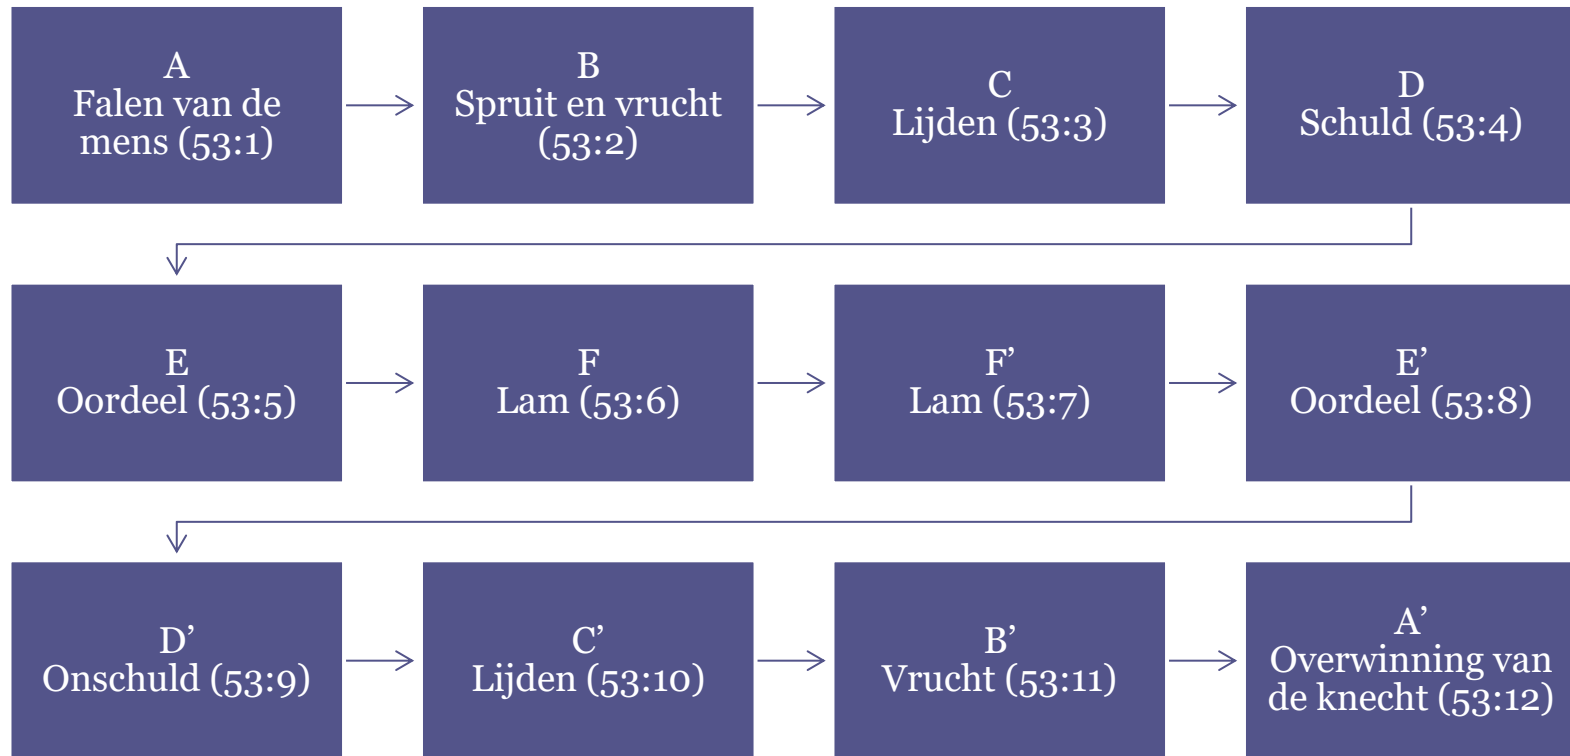 A
Falen van de
mens (53:1)
B
Spruit en vrucht
(53:2)
C
Lijden (53:3)
D
Schuld (53:4)
E
Oordeel (53:5)
F
Lam (53:6)
F’
Lam (53:7)
E’
Oordeel (53:8)
D’
Onschuld (53:9)
C’
Lijden (53:10)
B’
Vrucht (53:11)
A’
Overwinning van
de knecht (53:12)